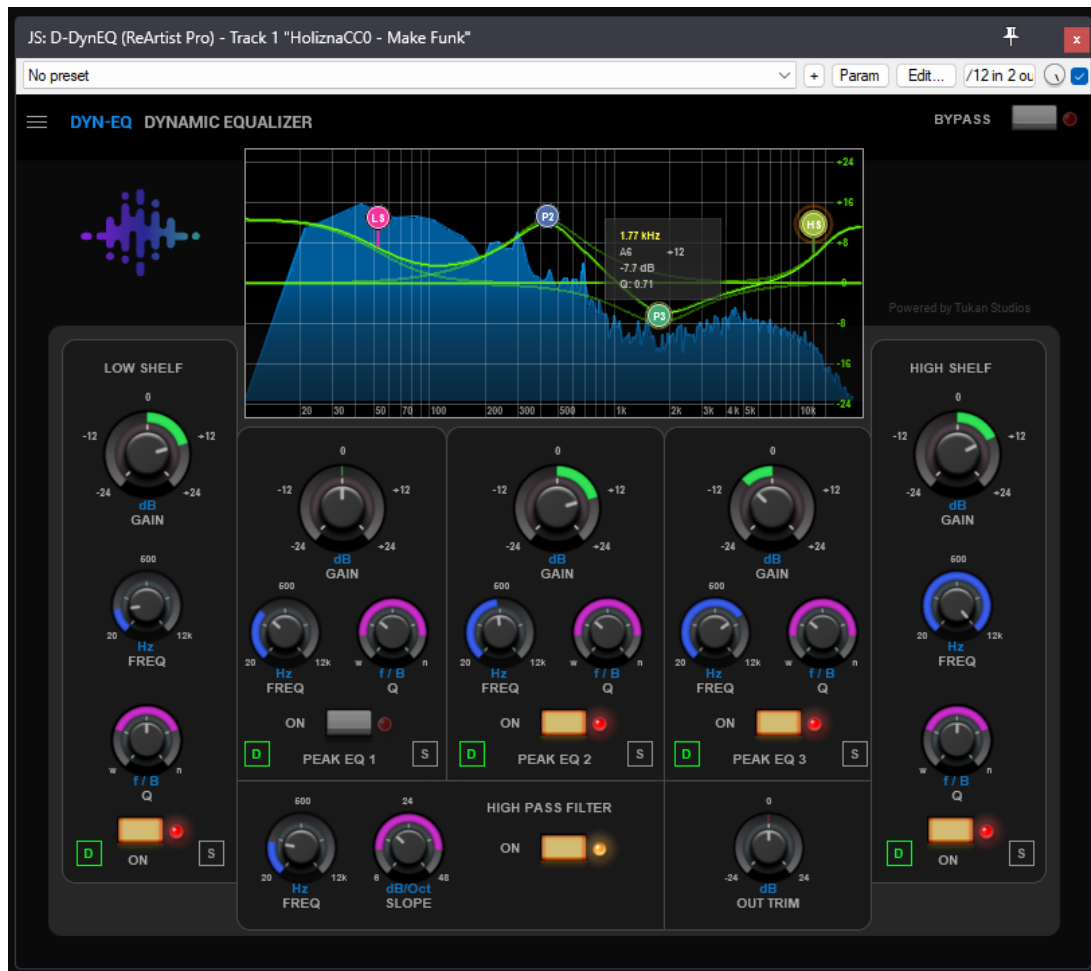 JS: D-DynEQ (ReArtist Pro) - Track 1 "HoliznaCC0 - Make Funk"
x
No preset
+
Param
Edit...
/12 in 2 ou
DYN-EQ DYNAMIC EQUALIZER
BYPASS
+24
+16
+8
-0
-8
-16
-24
LS
P2
HS
P3
1.77 kHz
A6 +12
-7.7 dB
Q: 0.71
20 30 50 70 100 200 300 500 1k 2k 3k 4k 5k 10k
Powered by Tukan Studios
LOW SHELF
0
-12 +12
-24 +24
dB
GAIN
600
20 12k
Hz
FREQ
w n
f / B
Q
D ON S
0
-12 +12
-24 +24
dB
GAIN
600
20 12k
Hz
FREQ
w n
f / B
Q
ON
D PEAK EQ 1 S
0
-12 +12
-24 +24
dB
GAIN
600
20 12k
Hz
FREQ
w n
f / B
Q
ON
D PEAK EQ 2 S
0
-12 +12
-24 +24
dB
GAIN
600
20 12k
Hz
FREQ
w n
f / B
Q
ON
D PEAK EQ 3 S
HIGH SHELF
0
-12 +12
-24 +24
dB
GAIN
600
20 12k
Hz
FREQ
w n
f / B
Q
D ON S
600
20 12k
Hz
FREQ
24
6 48
dB/Oct
SLOPE
HIGH PASS FILTER
ON
0
-24 24
dB
OUT TRIM